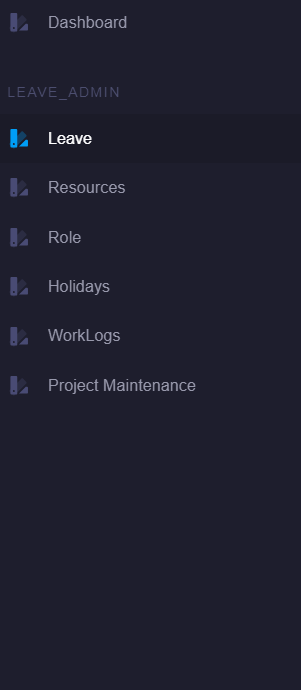 Dashboard
LEAVE_ADMIN
Leave
Resources
Role
Holidays
WorkLogs
Project Maintenance